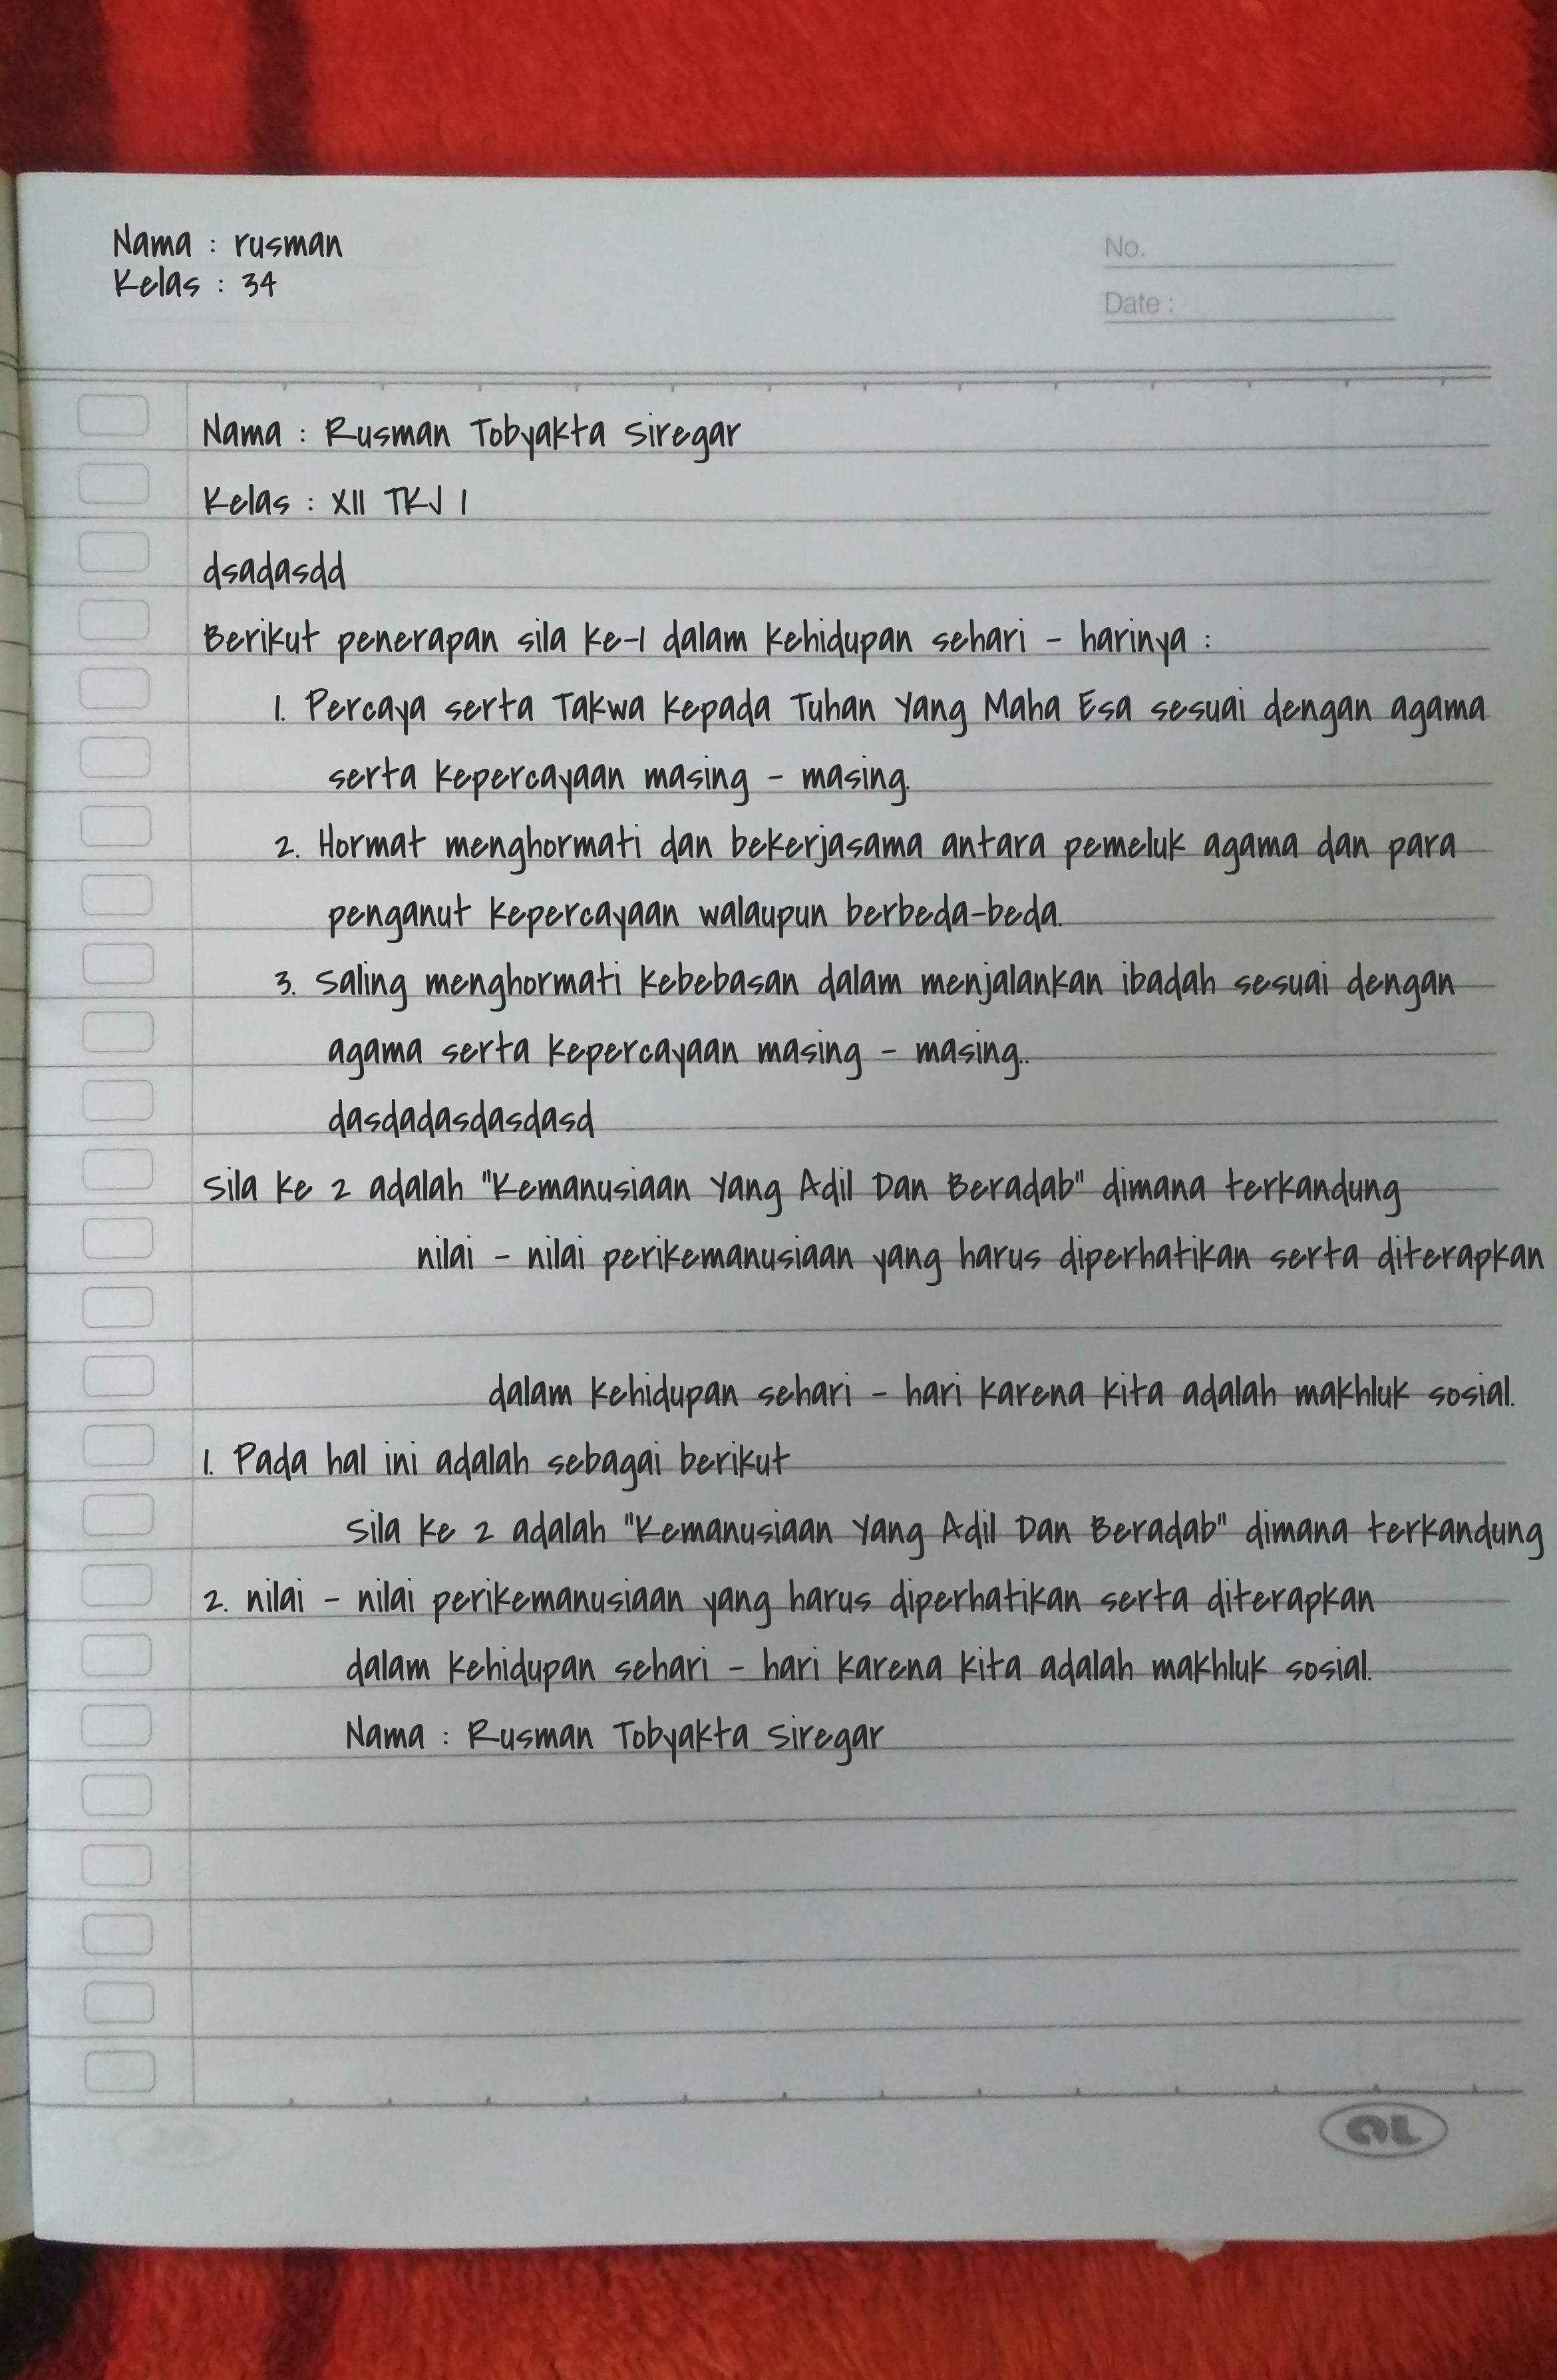 Nama : rusman
Kelas : 34
No.
Date :
Nama : Rusman Tobyakta Siregar
Kelas : XII TKJ 1
dsadasdd
Berikut penerapan sila ke-1 dalam kehidupan sehari - harinya :
1. Percaya serta Takwa kepada Tuhan Yang Maha Esa sesuai dengan agama
serta kepercayaan masing - masing.
2. Hormat menghormati dan bekerjasama antara pemeluk agama dan para
penganut kepercayaan walaupun berbeda-beda.
3. Saling menghormati kebebasan dalam menjalankan ibadah sesuai dengan
agama serta kepercayaan masing - masing..
dasdadasdasdasd
Sila ke 2 adalah "Kemanusiaan Yang Adil Dan Beradab" dimana terkandung
nilai - nilai perikemanusiaan yang harus diperhatikan serta diterapkan
dalam kehidupan sehari - hari karena kita adalah makhluk sosial.
1. Pada hal ini adalah sebagai berikut
Sila ke 2 adalah "Kemanusiaan Yang Adil Dan Beradab" dimana terkandung
2. nilai - nilai perikemanusiaan yang harus diperhatikan serta diterapkan
dalam kehidupan sehari - hari karena kita adalah makhluk sosial.
Nama : Rusman Tobyakta Siregar